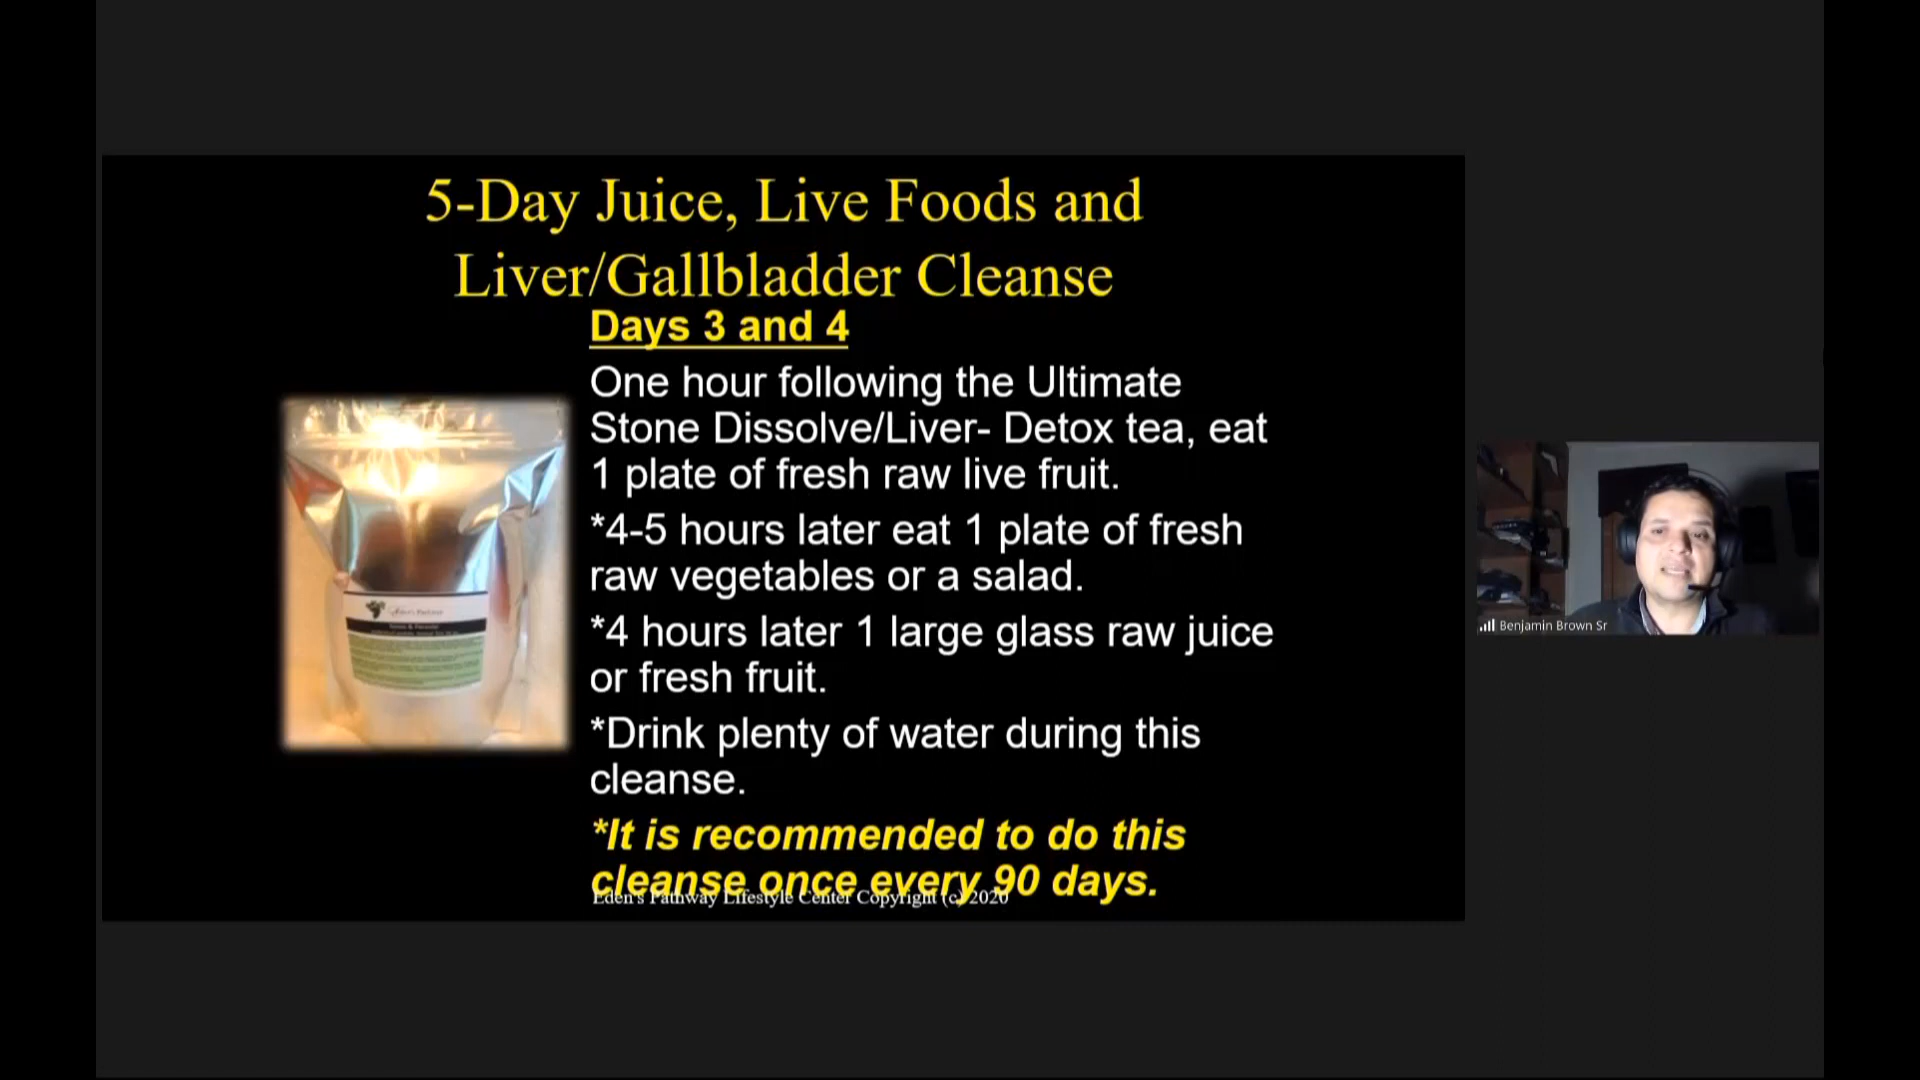 5-Day Juice, Live Foods and
Liver/Gallbladder Cleanse
Days 3 and 4
One hour following the Ultimate
Stone Dissolve/Liver- Detox tea, eat
1 plate of fresh raw live fruit.
*4-5 hours later eat 1 plate of fresh
raw vegetables or a salad.
*4 hours later 1 large glass raw juice
or fresh fruit.
*Drink plenty of water during this
cleanse.
*It is recommended to do this
cleanse once every 90 days.
Eden's Pathway Lifestyle Center Copyright (c) 2020
Benjamin Brown Sr